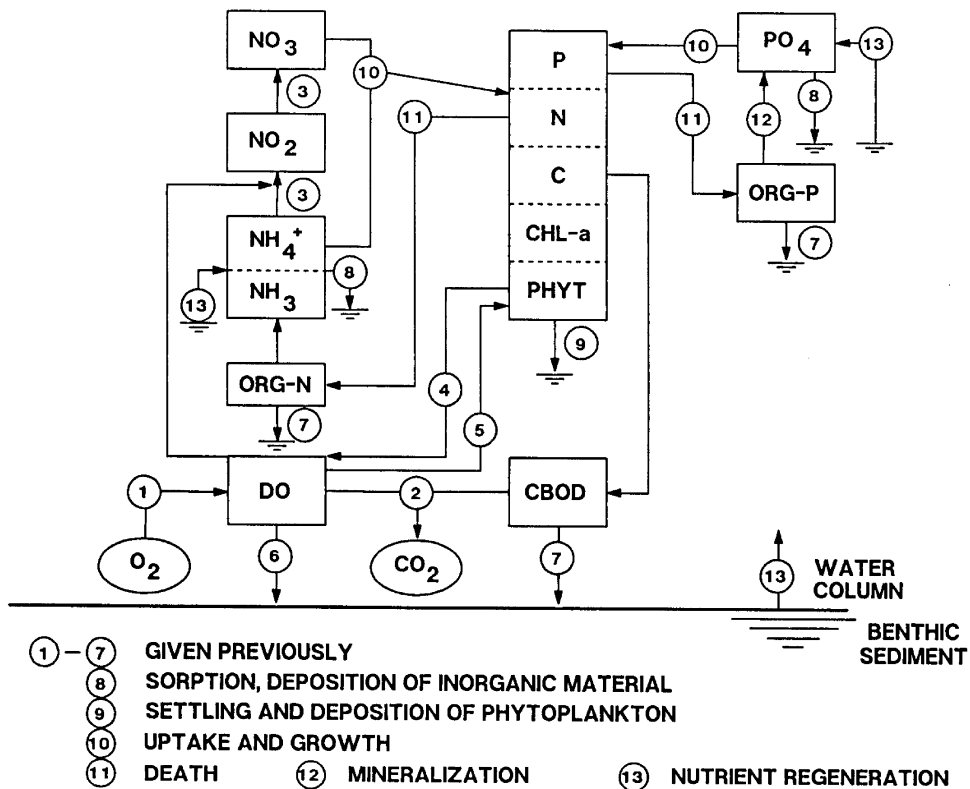 NO3
10
P
10
PO4
13
3
8
11
N
11
12
NO2
C
ORG-P
3
NH4+
CHL-a
7
8
NH3
PHYT
13
9
ORG-N
4
7
5
1
DO
2
CBOD
O2
6
CO2
7
13
WATER
COLUMN
BENTHIC
SEDIMENT
1 – 7 GIVEN PREVIOUSLY
8 SORPTION, DEPOSITION OF INORGANIC MATERIAL
9 SETTLING AND DEPOSITION OF PHYTOPLANKTON
10 UPTAKE AND GROWTH
11 DEATH 12 MINERALIZATION 13 NUTRIENT REGENERATION